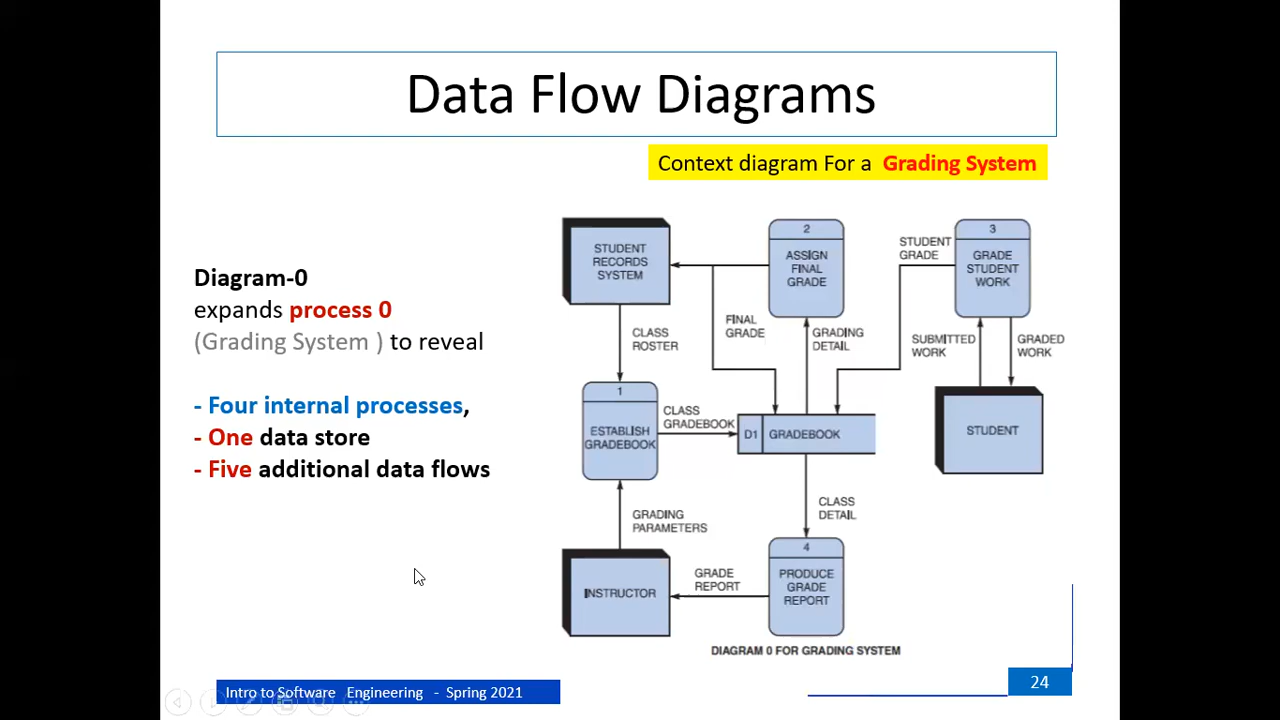 Data Flow Diagrams
Context diagram For a Grading System
Diagram-0
expands process 0
(Grading System ) to reveal
- Four internal processes,
- One data store
- Five additional data flows
STUDENT
RECORDS
SYSTEM
2
ASSIGN
FINAL
GRADE
STUDENT
GRADE
3
GRADE
STUDENT
WORK
CLASS
ROSTER
FINAL
GRADE
GRADING
DETAIL
SUBMITTED
WORK
GRADED
WORK
1
ESTABLISH
GRADEBOOK
CLASS
GRADEBOOK
D1 GRADEBOOK
STUDENT
GRADING
PARAMETERS
CLASS
DETAIL
INSTRUCTOR
GRADE
REPORT
4
PRODUCE
GRADE
REPORT
DIAGRAM 0 FOR GRADING SYSTEM
Intro to Software Engineering - Spring 2021
24